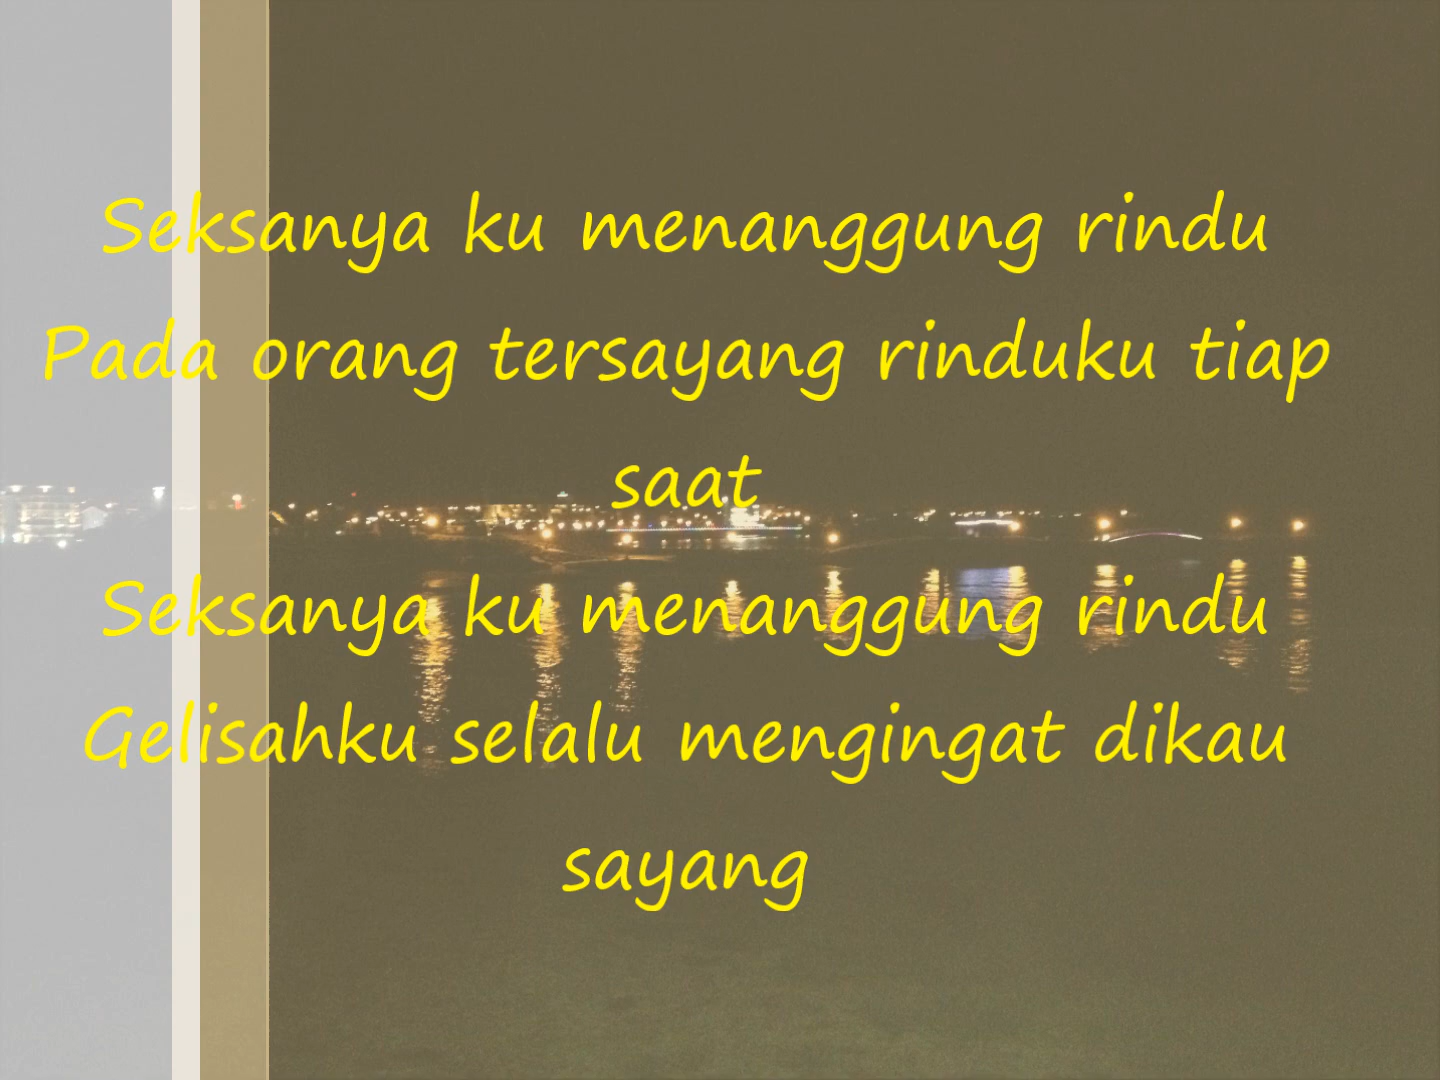 Seksanya ku menanggung rindu
Pada orang tersayang rinduku tiap
saat
Seksanya ku menanggung rindu
Gelisahku selalu mengingat dikau
sayang